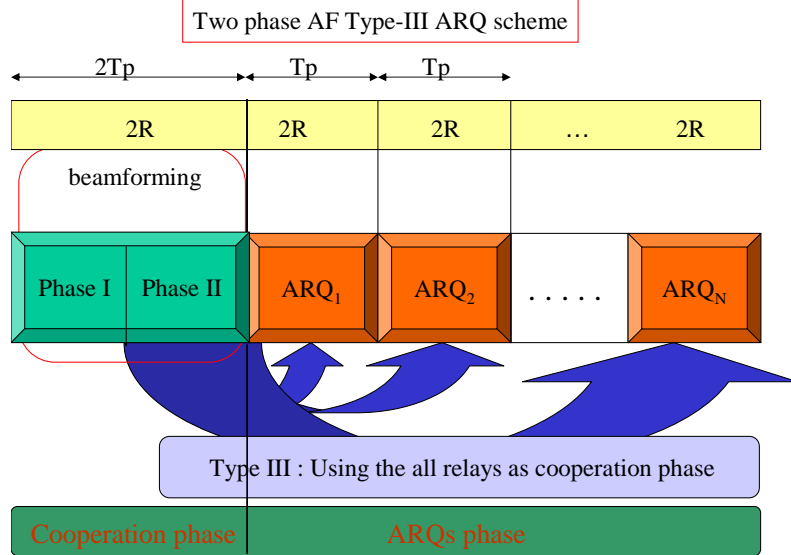 Two phase AF Type-III ARQ scheme
2Tp Tp Tp
2R 2R 2R ... 2R
beamforming
Phase I Phase II ARQ1 ARQ2 ..... ARQN
Type III : Using the all relays as cooperation phase
Cooperation phase ARQs phase